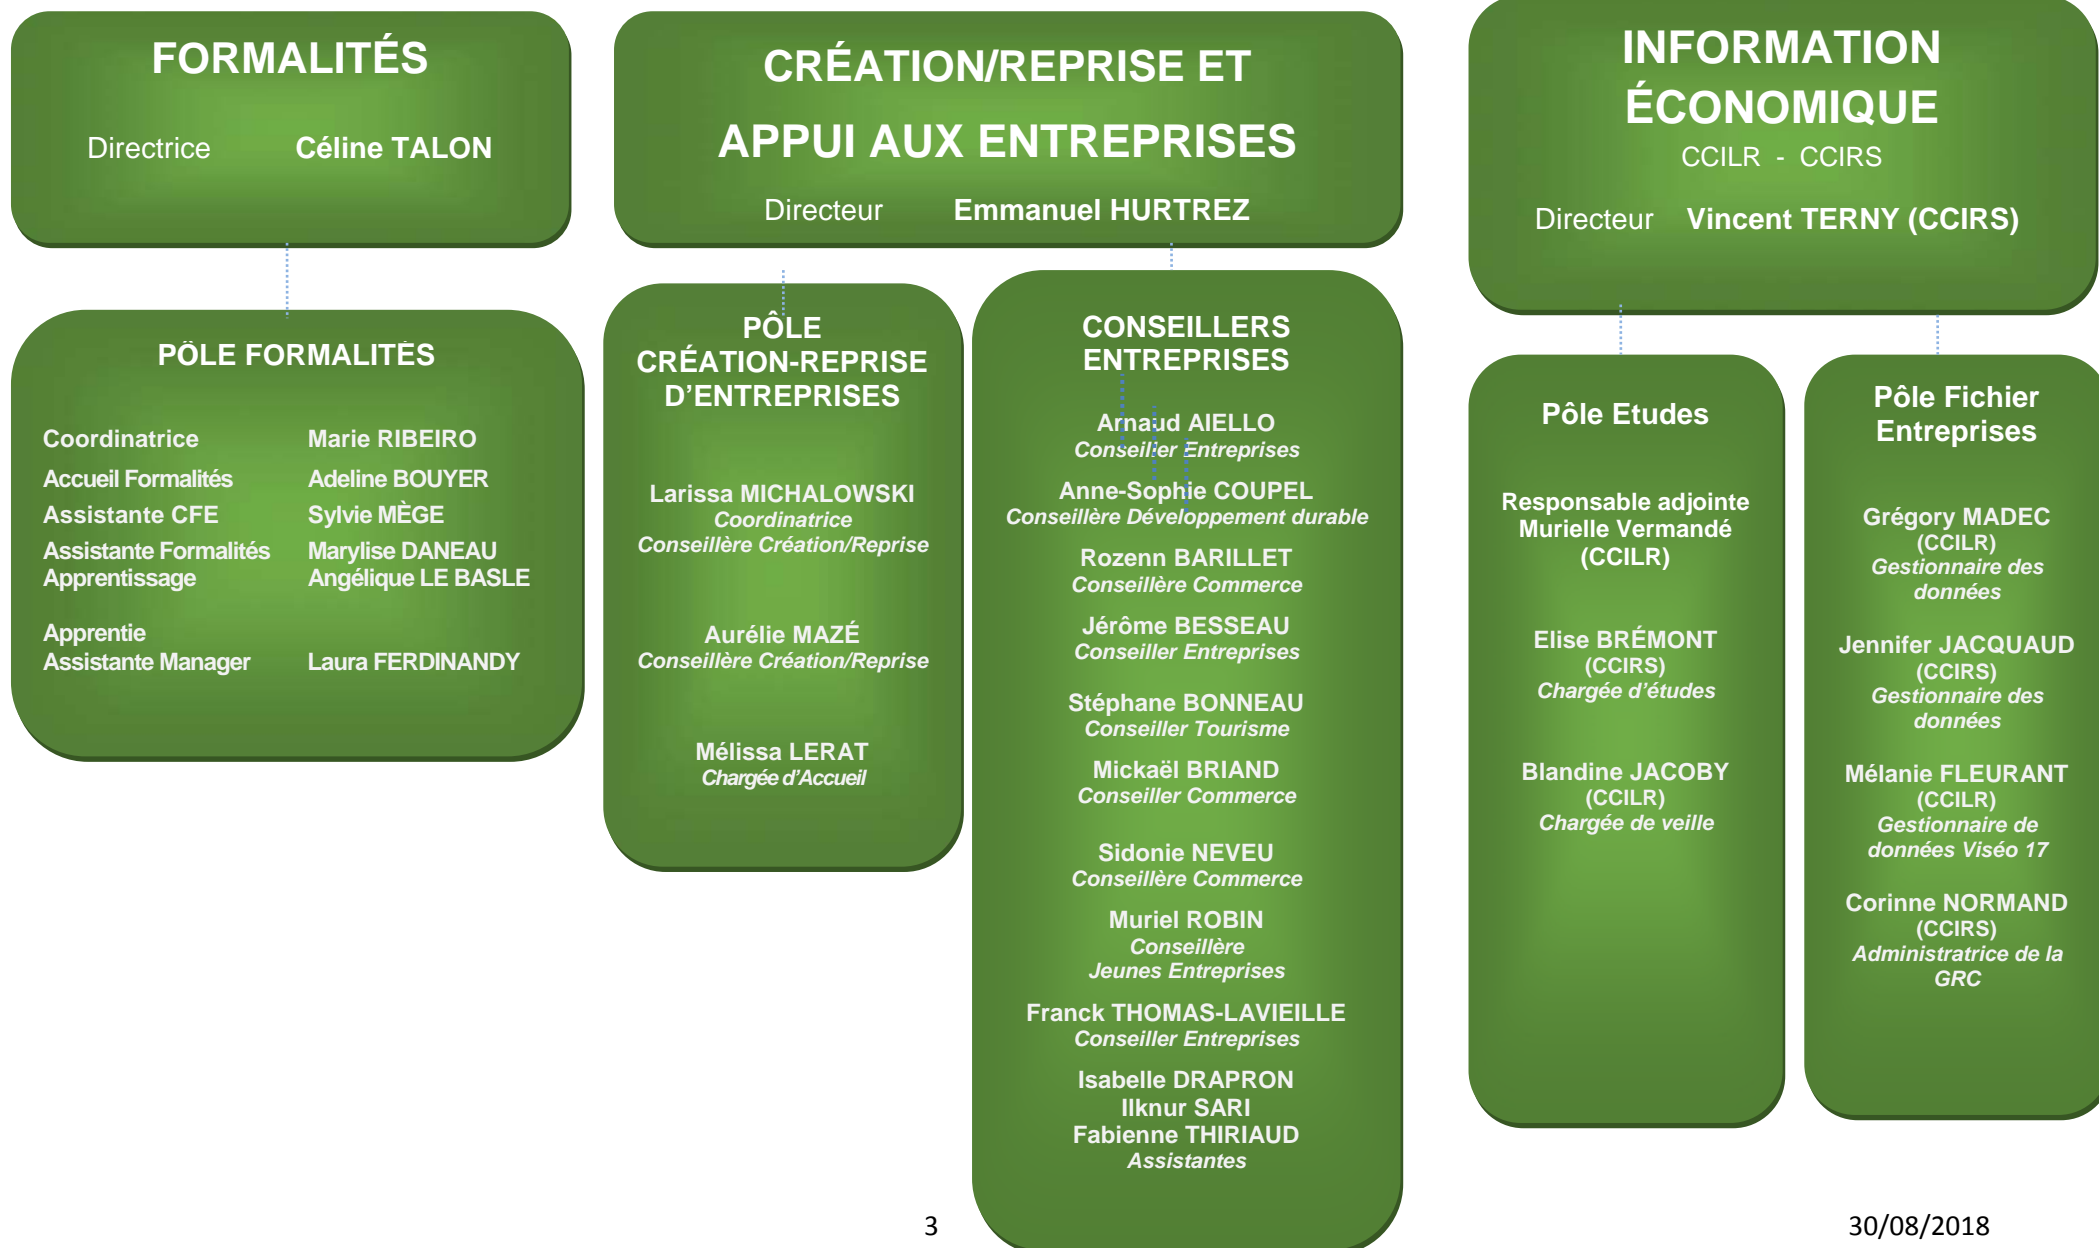 FORMALITÉS
Directrice Céline TALON
PÔLE FORMALITÉS
Coordinatrice Marie RIBEIRO
Accueil Formalités Adeline BOUYER
Assistante CFE Sylvie MÈGE
Assistante Formalités Marylise DANEAU
Apprentissage Angélique LE BASLE
Apprentie
Assistante Manager Laura FERDINANDY
CRÉATION/REPRISE ET
APPUI AUX ENTREPRISES
Directeur Emmanuel HURTREZ
PÔLE
CRÉATION-REPRISE
D’ENTREPRISES
Larissa MICHALOWSKI
Coordinatrice
Conseillère Création/Reprise
Aurélie MAZÉ
Conseillère Création/Reprise
Mélissa LERAT
Chargée d’Accueil
CONSEILLERS
ENTREPRISES
Arnaud AIELLO
Conseiller Entreprises
Anne-Sophie COUPEL
Conseillère Développement durable
Rozenn BARILLET
Conseillère Commerce
Jérôme BESSEAU
Conseiller Entreprises
Stéphane BONNEAU
Conseiller Tourisme
Mickaël BRIAND
Conseiller Commerce
Sidonie NEVEU
Conseillère Commerce
Muriel ROBIN
Conseillère
Jeunes Entreprises
Franck THOMAS-LAVIEILLE
Conseiller Entreprises
Isabelle DRAPRON
Ilknur SARI
Fabienne THIRIAUD
Assistantes
INFORMATION
ÉCONOMIQUE
CCILR - CCIRS
Directeur Vincent TERNY (CCIRS)
Pôle Etudes
Responsable adjointe
Murielle Vermandé
(CCILR)
Elise BRÉMONT
(CCIRS)
Chargée d’études
Blandine JACOBY
(CCILR)
Chargée de veille
Pôle Fichier
Entreprises
Grégory MADEC
(CCILR)
Gestionnaire des
données
Jennifer JACQUAUD
(CCIRS)
Gestionnaire des
données
Mélanie FLEURANT
(CCILR)
Gestionnaire de
données Viséo 17
Corinne NORMAND
(CCIRS)
Administratrice de la
GRC
3
30/08/2018